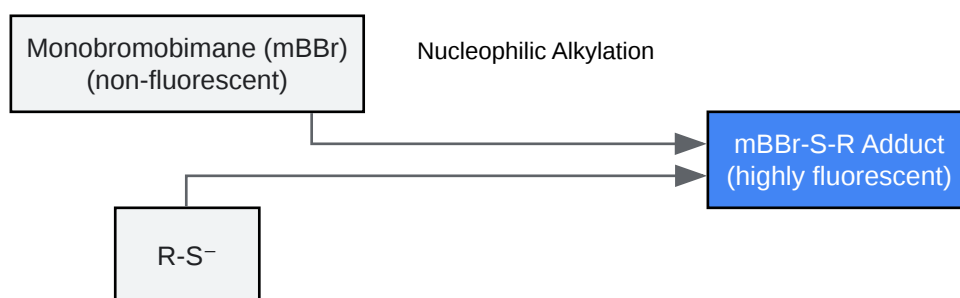 Monobromobimane (mBBr)
(non-fluorescent)
Nucleophilic Alkylation
mBBr-S-R Adduct
(highly fluorescent)
R-S⁻